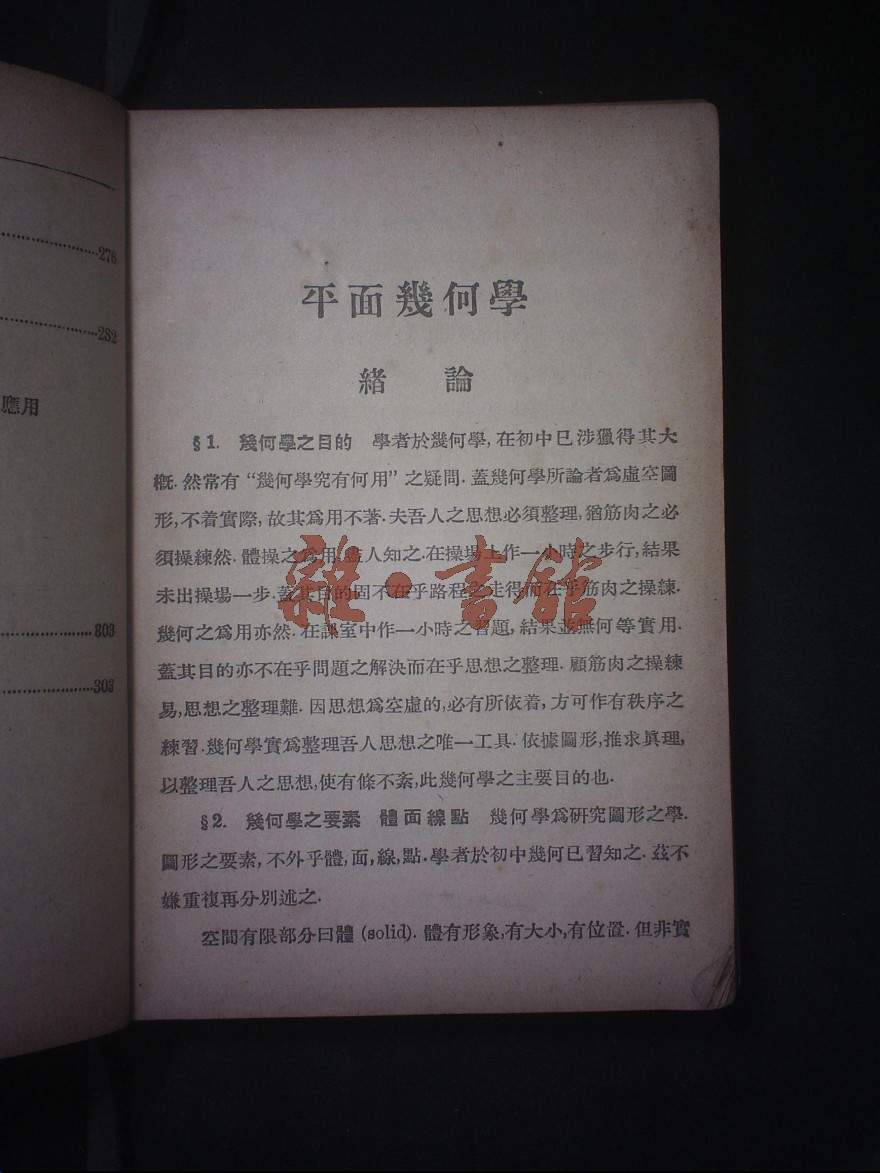 276
282
應用
303
303
平面幾何學
緒論
§1. 幾何學之目的 學者於幾何學,在初中已涉獵得其大
概.然常有“幾何學究有何用”之疑問.蓋幾何學所論者爲虛空圖
形,不着實際,故其爲用不著.夫吾人之思想必須整理,猶筋肉之必
須操練然.體操之爲用,盡人知之.在操場上作一小時之步行,結果
未出操場一步.蓋其目的固不在乎路程之走得而在乎筋肉之操練.
幾何之爲用亦然.在課室中作一小時之習題,結果並無何等實用.
蓋其目的亦不在乎問題之解決而在乎思想之整理.顧筋肉之操練
易,思想之整理難.因思想爲空虛的,必有所依着,方可作有秩序之
練習.幾何學實爲整理吾人思想之唯一工具.依據圖形,推求眞理,
以整理吾人之思想,使有條不紊,此幾何學之主要目的也.
§2. 幾何學之要素 體面線點 幾何學爲研究圖形之學.
圖形之要素,不外乎體,面,線,點.學者於初中幾何已習知之.茲不
嫌重複再分別述之.
空間有限部分曰體 (solid).體有形象,有大小,有位置.但非實
雜·書館